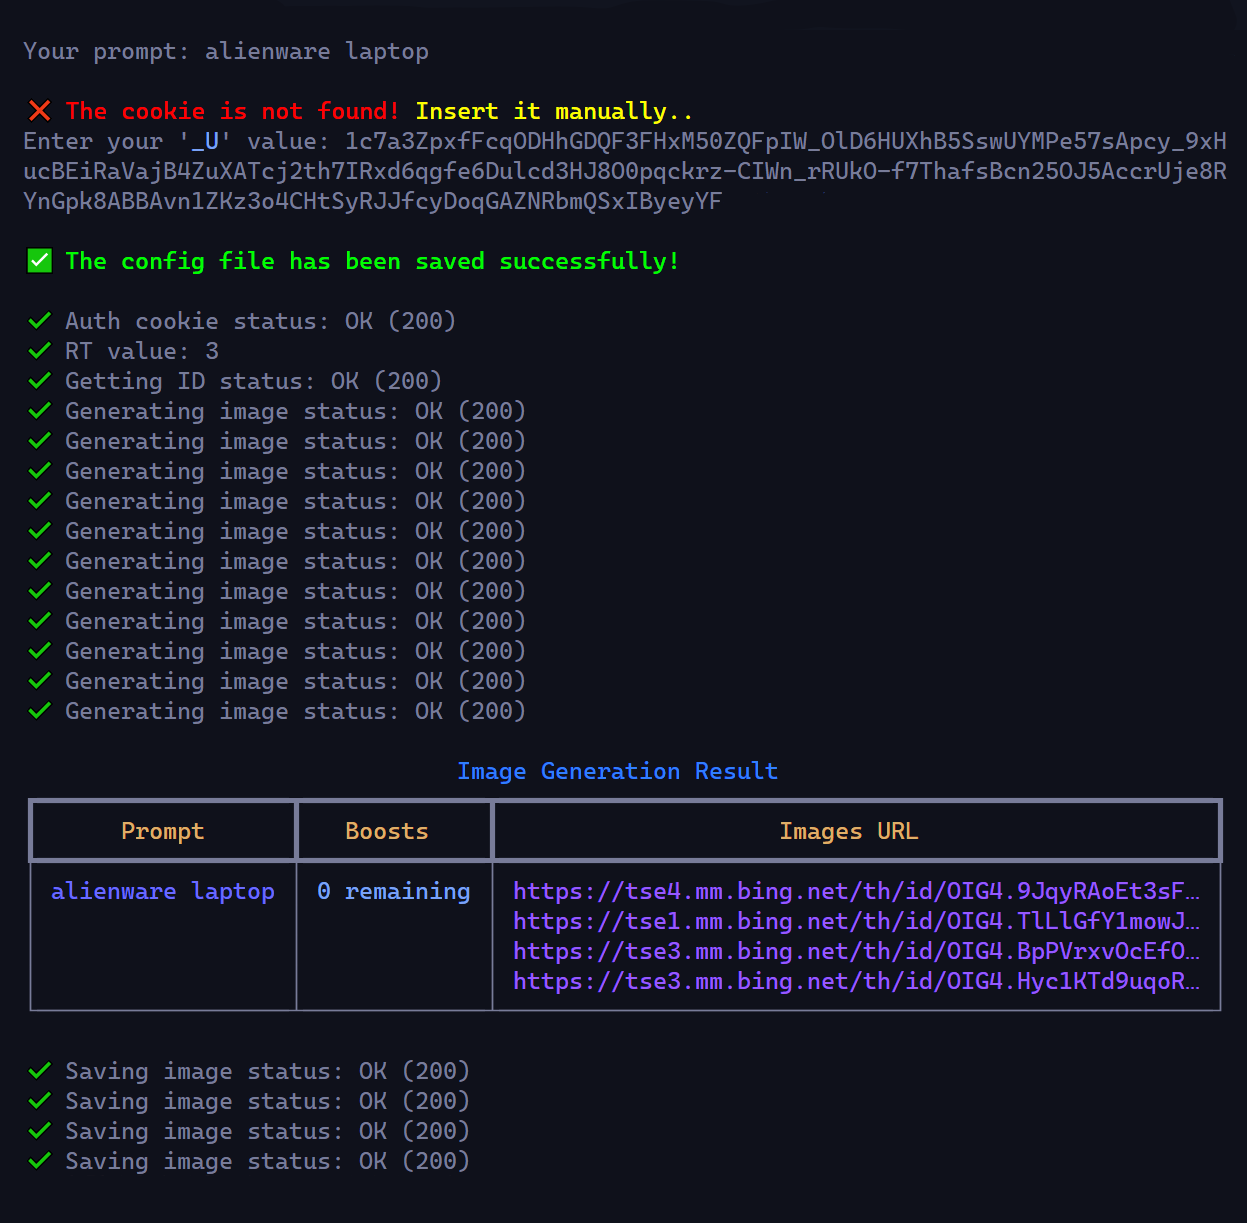 Your prompt: alienware laptop
❌ The cookie is not found! Insert it manually..
Enter your '_U' value: 1c7a3ZpxfFcqODHhGDQF3FHxM50ZQFpIW_OlD6HUXhB5SswUYMPe57sApcy_9xH
ucBEiRaVajB4ZuXATcj2th7IRxd6qgfe6Dulcd3HJ8O0pqckrz-CIWn_rRUkO-f7ThafsBcn25OJ5AccrUje8R
YnGpk8ABBAvn1ZKz3o4CHtSyRJJfcyDoqGAZNRbmQSxIByeyYF
✅ The config file has been saved successfully!
✓ Auth cookie status: OK (200)
✓ RT value: 3
✓ Getting ID status: OK (200)
✓ Generating image status: OK (200)
✓ Generating image status: OK (200)
✓ Generating image status: OK (200)
✓ Generating image status: OK (200)
✓ Generating image status: OK (200)
✓ Generating image status: OK (200)
✓ Generating image status: OK (200)
✓ Generating image status: OK (200)
✓ Generating image status: OK (200)
✓ Generating image status: OK (200)
✓ Generating image status: OK (200)
Image Generation Result
Prompt Boosts Images URL
alienware laptop 0 remaining https://tse4.mm.bing.net/th/id/OIG4.9JqyRAoEt3sF…
https://tse1.mm.bing.net/th/id/OIG4.TlLlGfY1mowJ…
https://tse3.mm.bing.net/th/id/OIG4.BpPVrxvOcEfO…
https://tse3.mm.bing.net/th/id/OIG4.Hyc1KTd9uqoR…
✓ Saving image status: OK (200)
✓ Saving image status: OK (200)
✓ Saving image status: OK (200)
✓ Saving image status: OK (200)